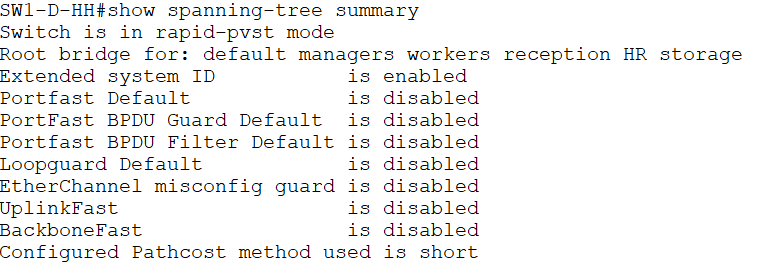 SW1-D-HH#show spanning-tree summary
Switch is in rapid-pvst mode
Root bridge for: default managers workers reception HR storage
Extended system ID           is enabled
Portfast Default             is disabled
PortFast BPDU Guard Default  is disabled
Portfast BPDU Filter Default is disabled
Loopguard Default            is disabled
EtherChannel misconfig guard is disabled
UplinkFast                   is disabled
BackboneFast                 is disabled
Configured Pathcost method used is short